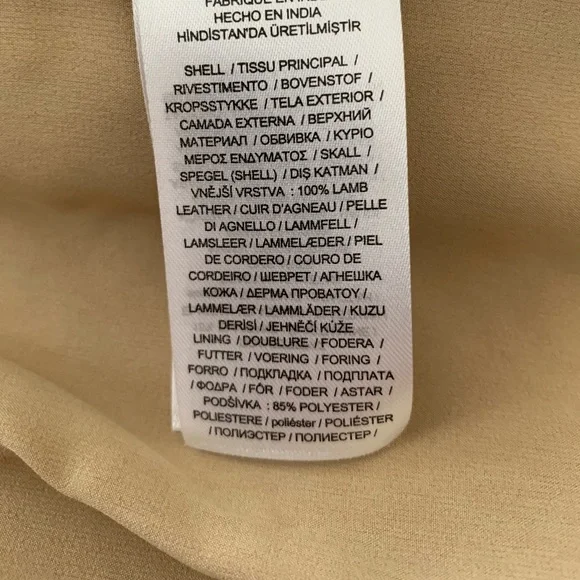 FABRIQUÉ EN INDE
HECHO EN INDIA
HİNDİSTAN'DA ÜRETİLMİŞTİR
SHELL / TISSU PRINCIPAL /
RIVESTIMENTO / BOVENSTOF /
KROPSSTYKKE / TELA EXTERIOR /
CAMADA EXTERNA / ВЕРХНИЙ
МАТЕРИАЛ / ОБВИВКА / ΚΥΡΙΟ
ΜΕΡΟΣ ΕΝΔΥΜΑΤΟΣ / SKALL /
SPEGEL (SHELL) / DIŞ KATMAN /
VNĚJŠÍ VRSTVA : 100% LAMB
LEATHER / CUIR D'AGNEAU / PELLE
DI AGNELLO / LAMMFELL /
LAMSLEER / LAMMELÆDER / PIEL
DE CORDERO / COURO DE
CORDEIRO / ШЕВРЕТ / АГНЕШКА
КОЖА / ΔΕΡΜΑ ΠΡΟΒΑΤΟΥ /
LAMMELÆR / LAMMLÄDER / KUZU
DERİSİ / JEHNĚČÍ KŮŽE
LINING / DOUBLURE / FODERA /
FUTTER / VOERING / FORING /
FORRO / ПОДКЛАДКА / ПОДПЛАТА
/ ΦΟΔΡΑ / FÔR / FODER / ASTAR /
PODŠÍVKA : 85% POLYESTER /
POLIESTERE / poliéster / POLIÉSTER
/ ПОЛИЭСТЕР / ПОЛИЕСТЕР /